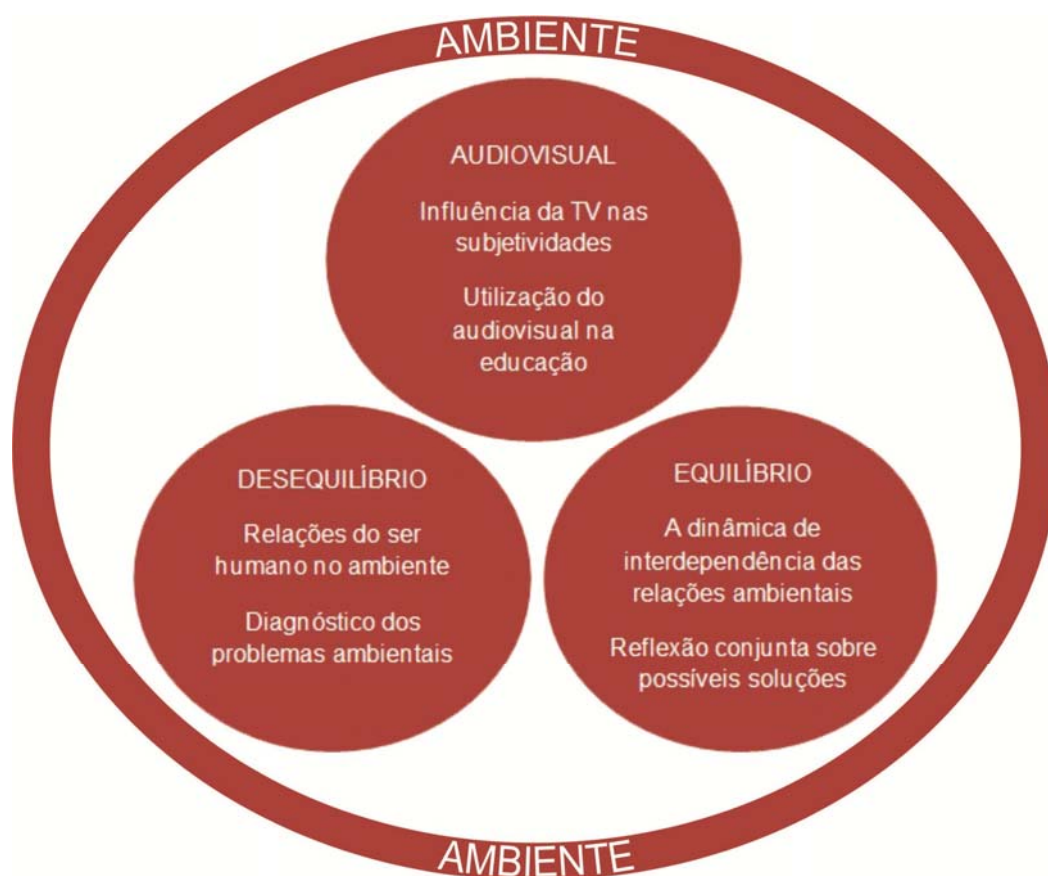 AMBIENTE
AUDIOVISUAL
Influência da TV nas
subjetividades
Utilização do
audiovisual na
educação
DESEQUILÍBRIO
Relações do ser
humano no ambiente
Diagnóstico dos
problemas ambientais
EQUILÍBRIO
A dinâmica de
interdependência das
relações ambientais
Reflexão conjunta sobre
possíveis soluções
AMBIENTE